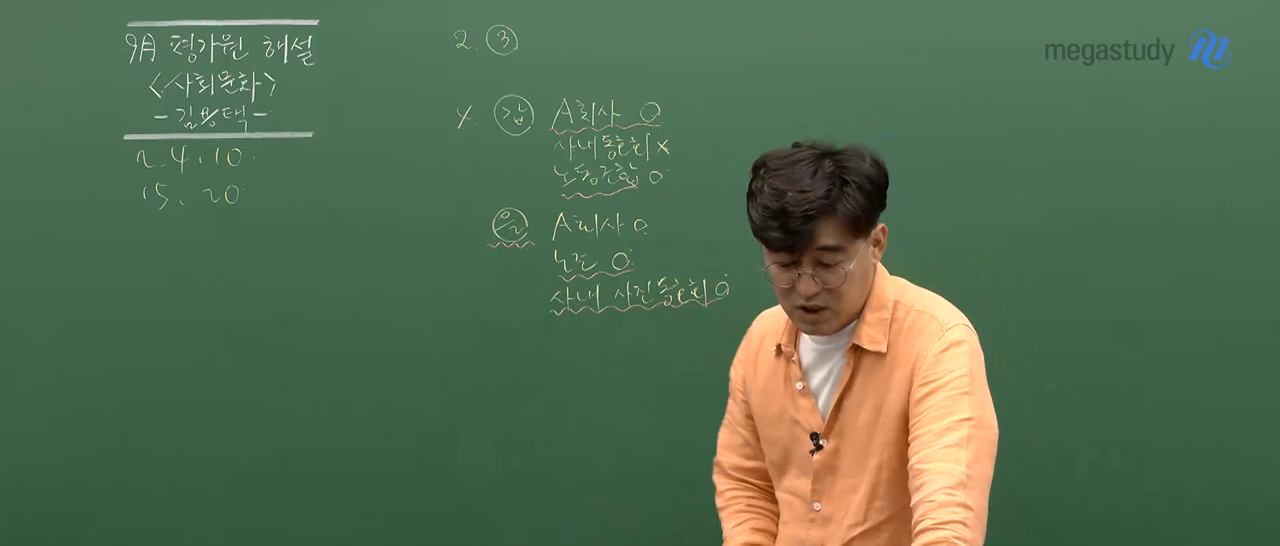 9月 평가원 해설
<사회문화>
-김용택-
2. 4. 10.
15. 20
2. ③
4. 갑 A회사 O
사내 동호회 X
노동조합 O
을 A회사 O
노조 O
사내 사진동호회 O
megastudy